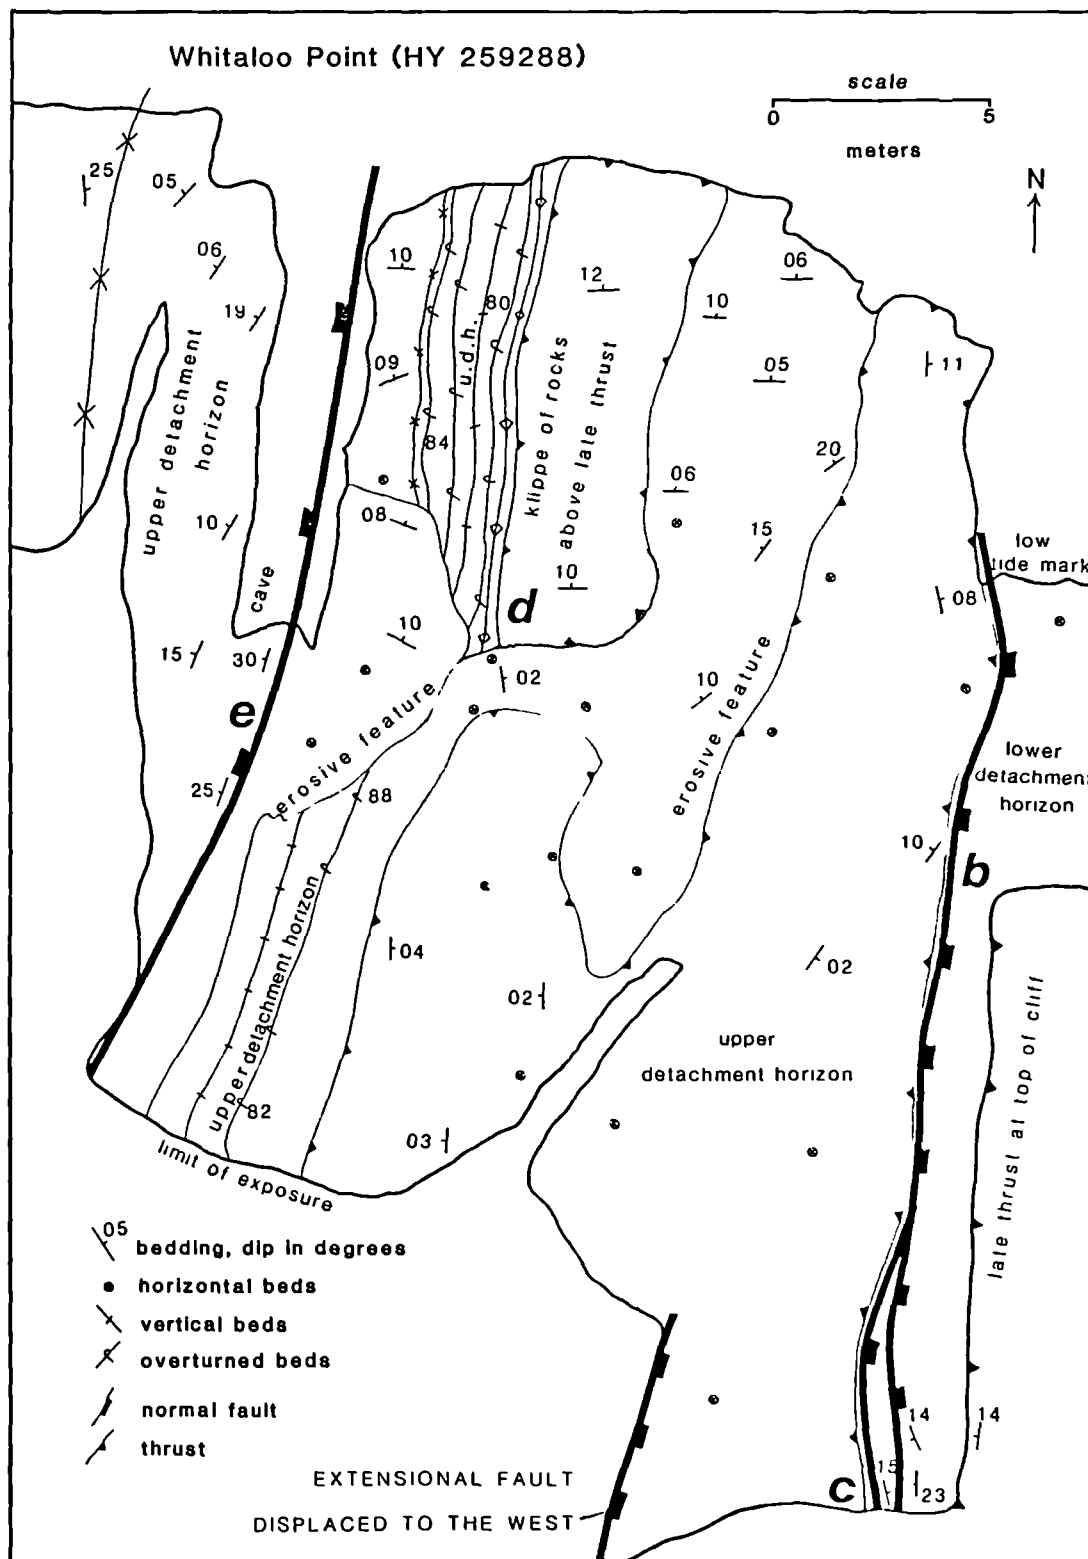 Whitaloo Point (HY 259288)
scale
0 5
meters
N
25
05
06
19
upper detachment
horizon
10
15
30
25
cave
e
10
09
08
10
u.d.h.
80
84
klippe of rocks
above late thrust
12
10
d
02
10
06
05
06
20
15
10
11
08
low
tide mark
lower
detachment
horizon
10
b
erosive feature
erosive feature
88
upper detachment horizon
82
04
02
03
02
upper
detachment horizon
late thrust at top of cliff
limit of exposure
05
bedding, dip in degrees
horizontal beds
vertical beds
overturned beds
normal fault
thrust
EXTENSIONAL FAULT
DISPLACED TO THE WEST
14
14
15
23
c